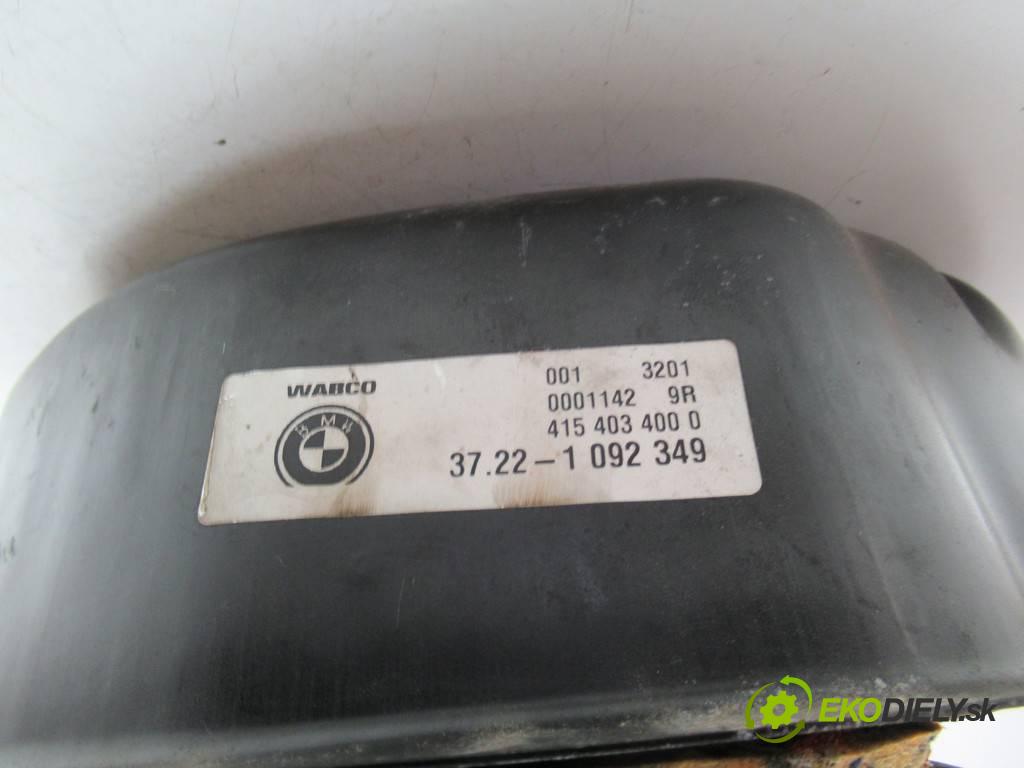 WABCO
BMW
001 3201
0001142 9R
415 403 400 0
37.22-1 092 349
EKODIELY.sk